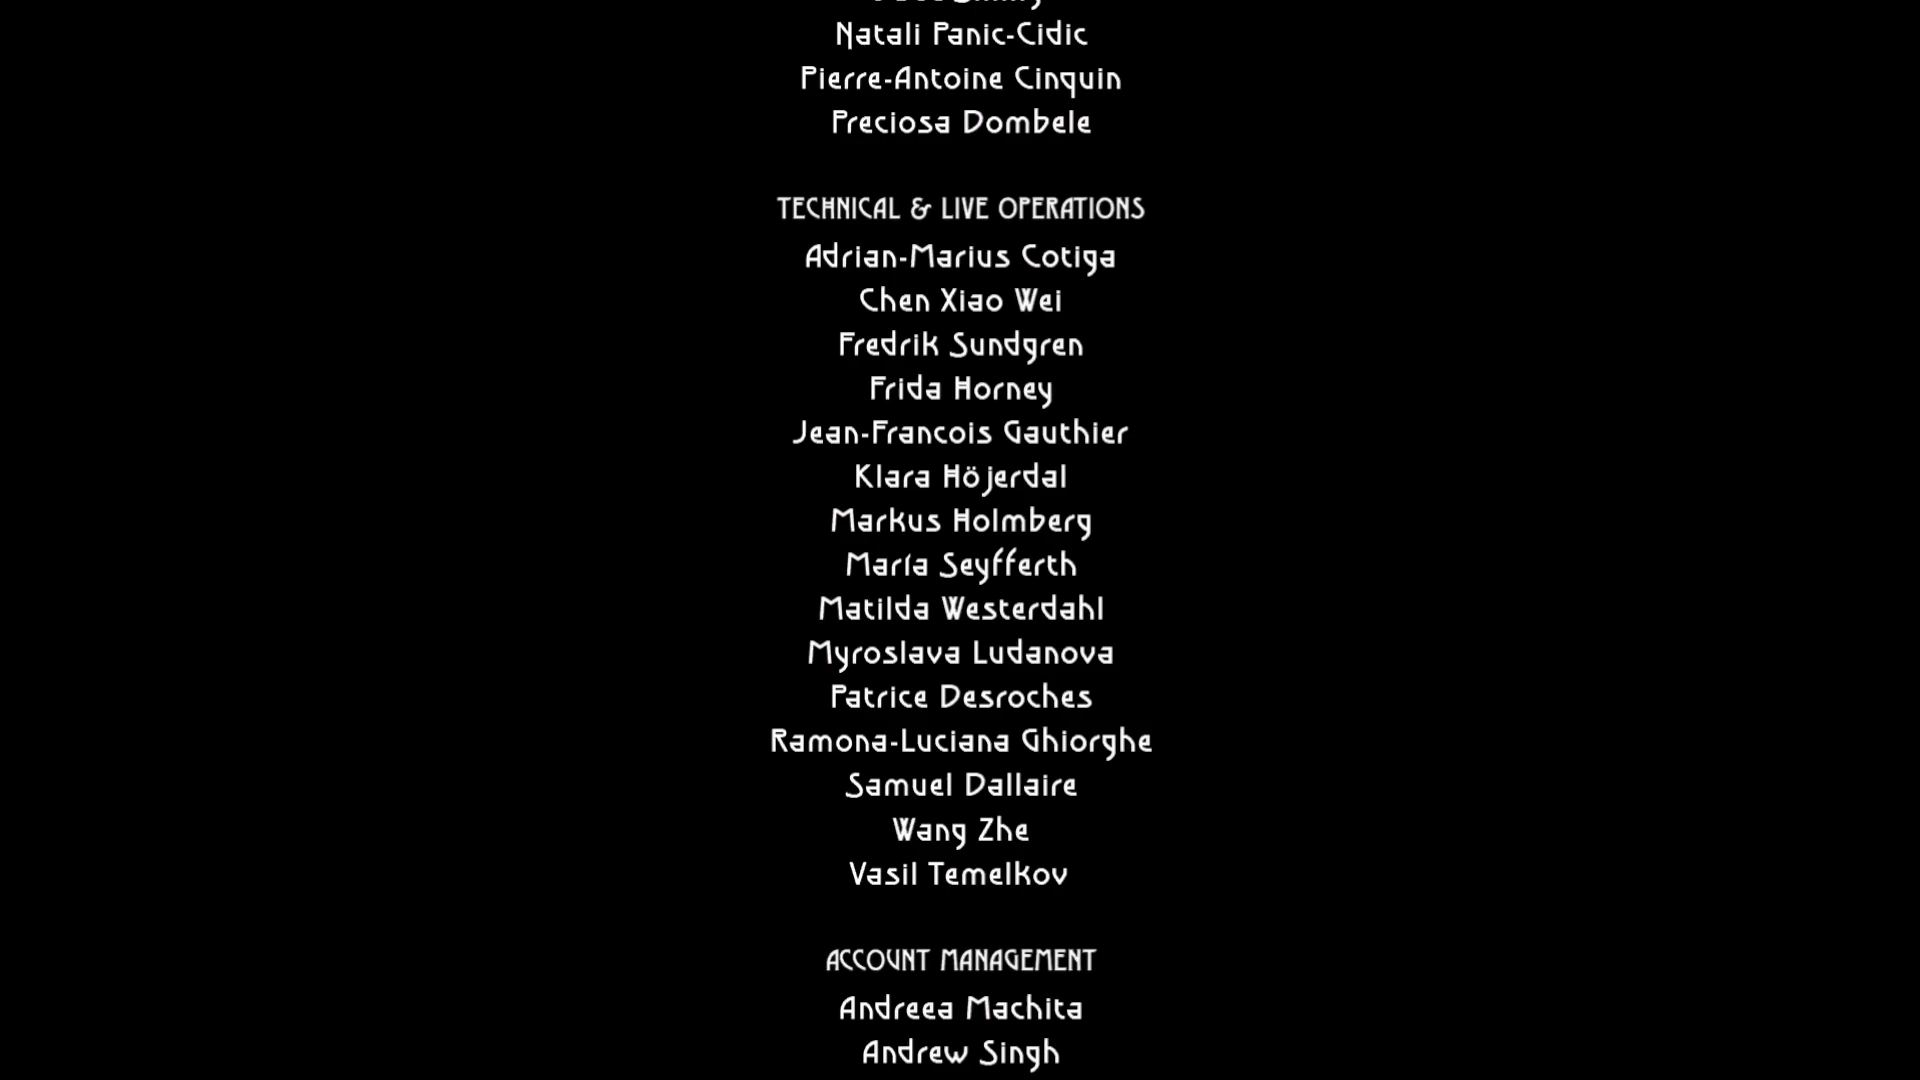 Natali Panic-Cidic
Pierre-Antoine Cinquin
Preciosa Dombele
TECHNICAL & LIVE OPERATIONS
Adrian-Marius Cotiga
Chen Xiao Wei
Fredrik Sundgren
Frida Horney
Jean-Francois Gauthier
Klara Höjerdal
Markus Holmberg
María Seyfferth
Matilda Westerdahl
Myroslava Ludanova
Patrice Desroches
Ramona-Luciana Ghiorghe
Samuel Dallaire
Wang Zhe
Vasil Temelkov
ACCOUNT MANAGEMENT
Andreea Machita
Andrew Singh